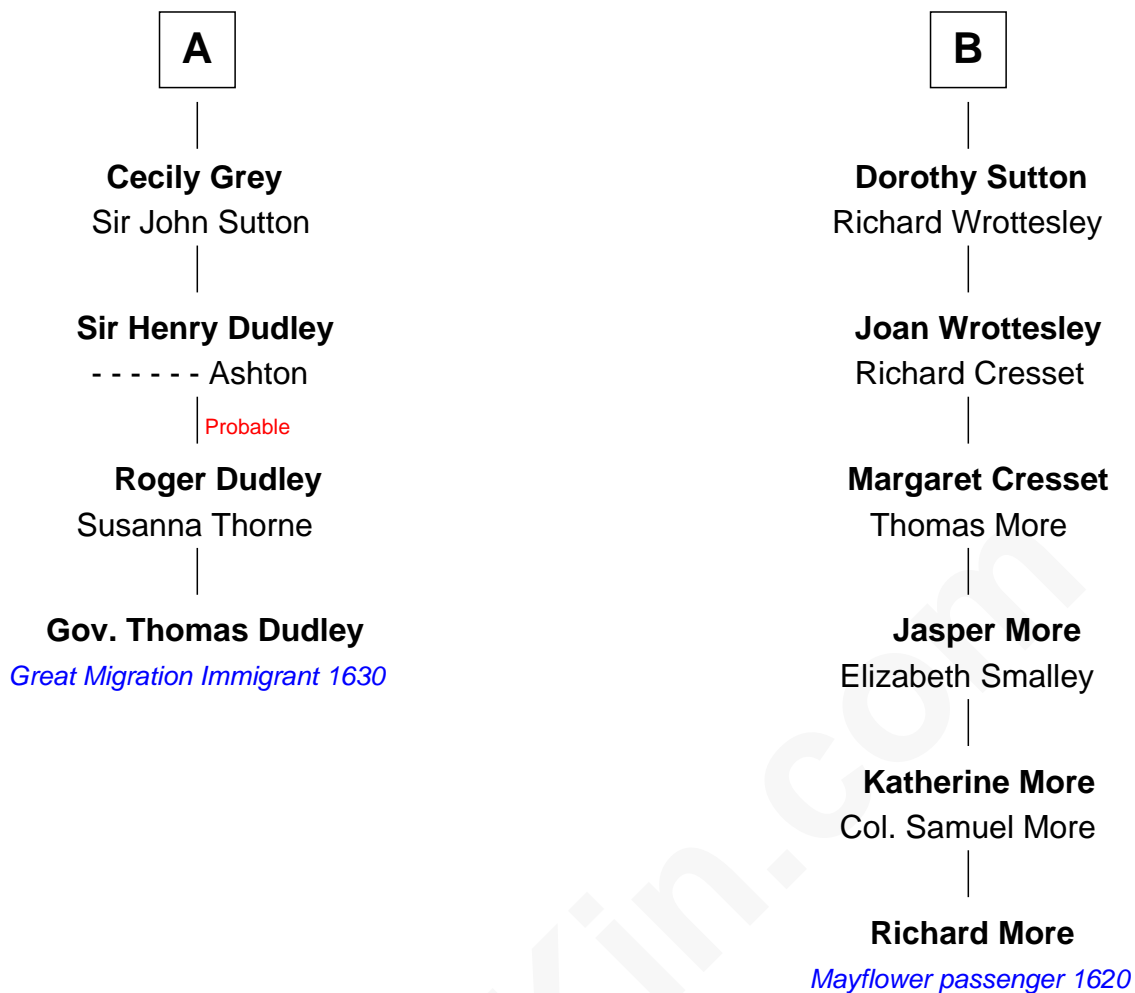 A
Cecily Grey
Sir John Sutton
Sir Henry Dudley
- - - - - - Ashton
Probable
Roger Dudley
Susanna Thorne
Gov. Thomas Dudley
Great Migration Immigrant 1630
B
Dorothy Sutton
Richard Wrottesley
Joan Wrottesley
Richard Cresset
Margaret Cresset
Thomas More
Jasper More
Elizabeth Smalley
Katherine More
Col. Samuel More
Richard More
Mayflower passenger 1620